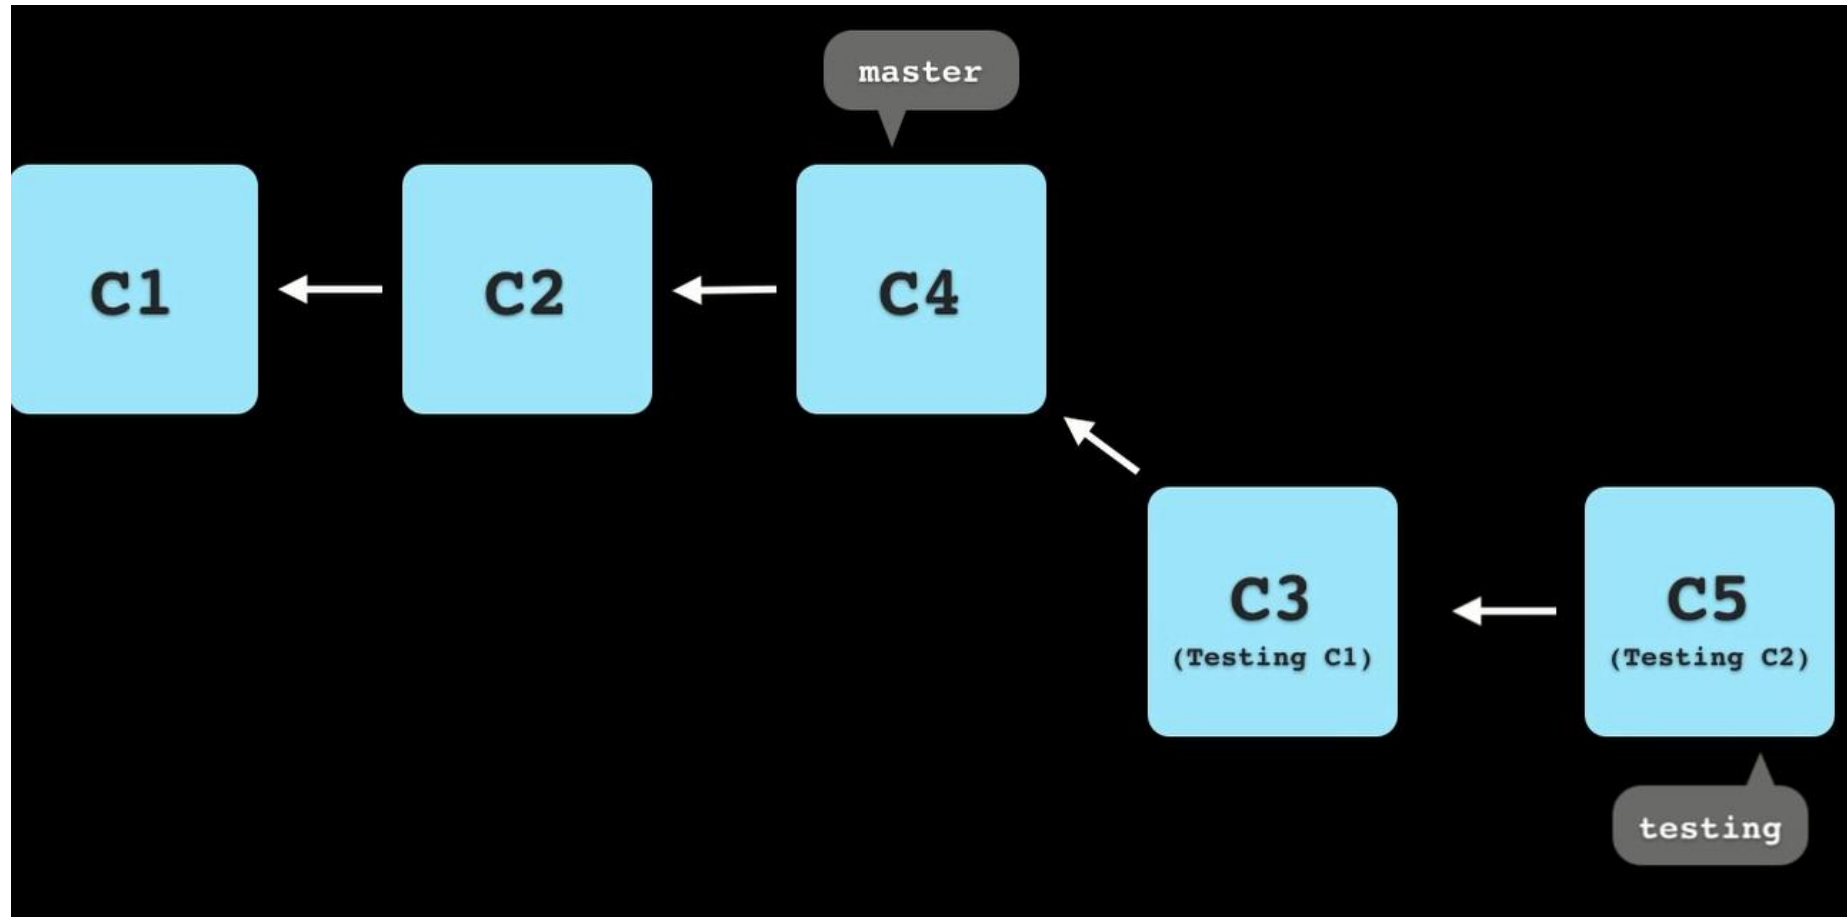 master
C1
C2
C4
C3
(Testing C1)
C5
(Testing C2)
testing